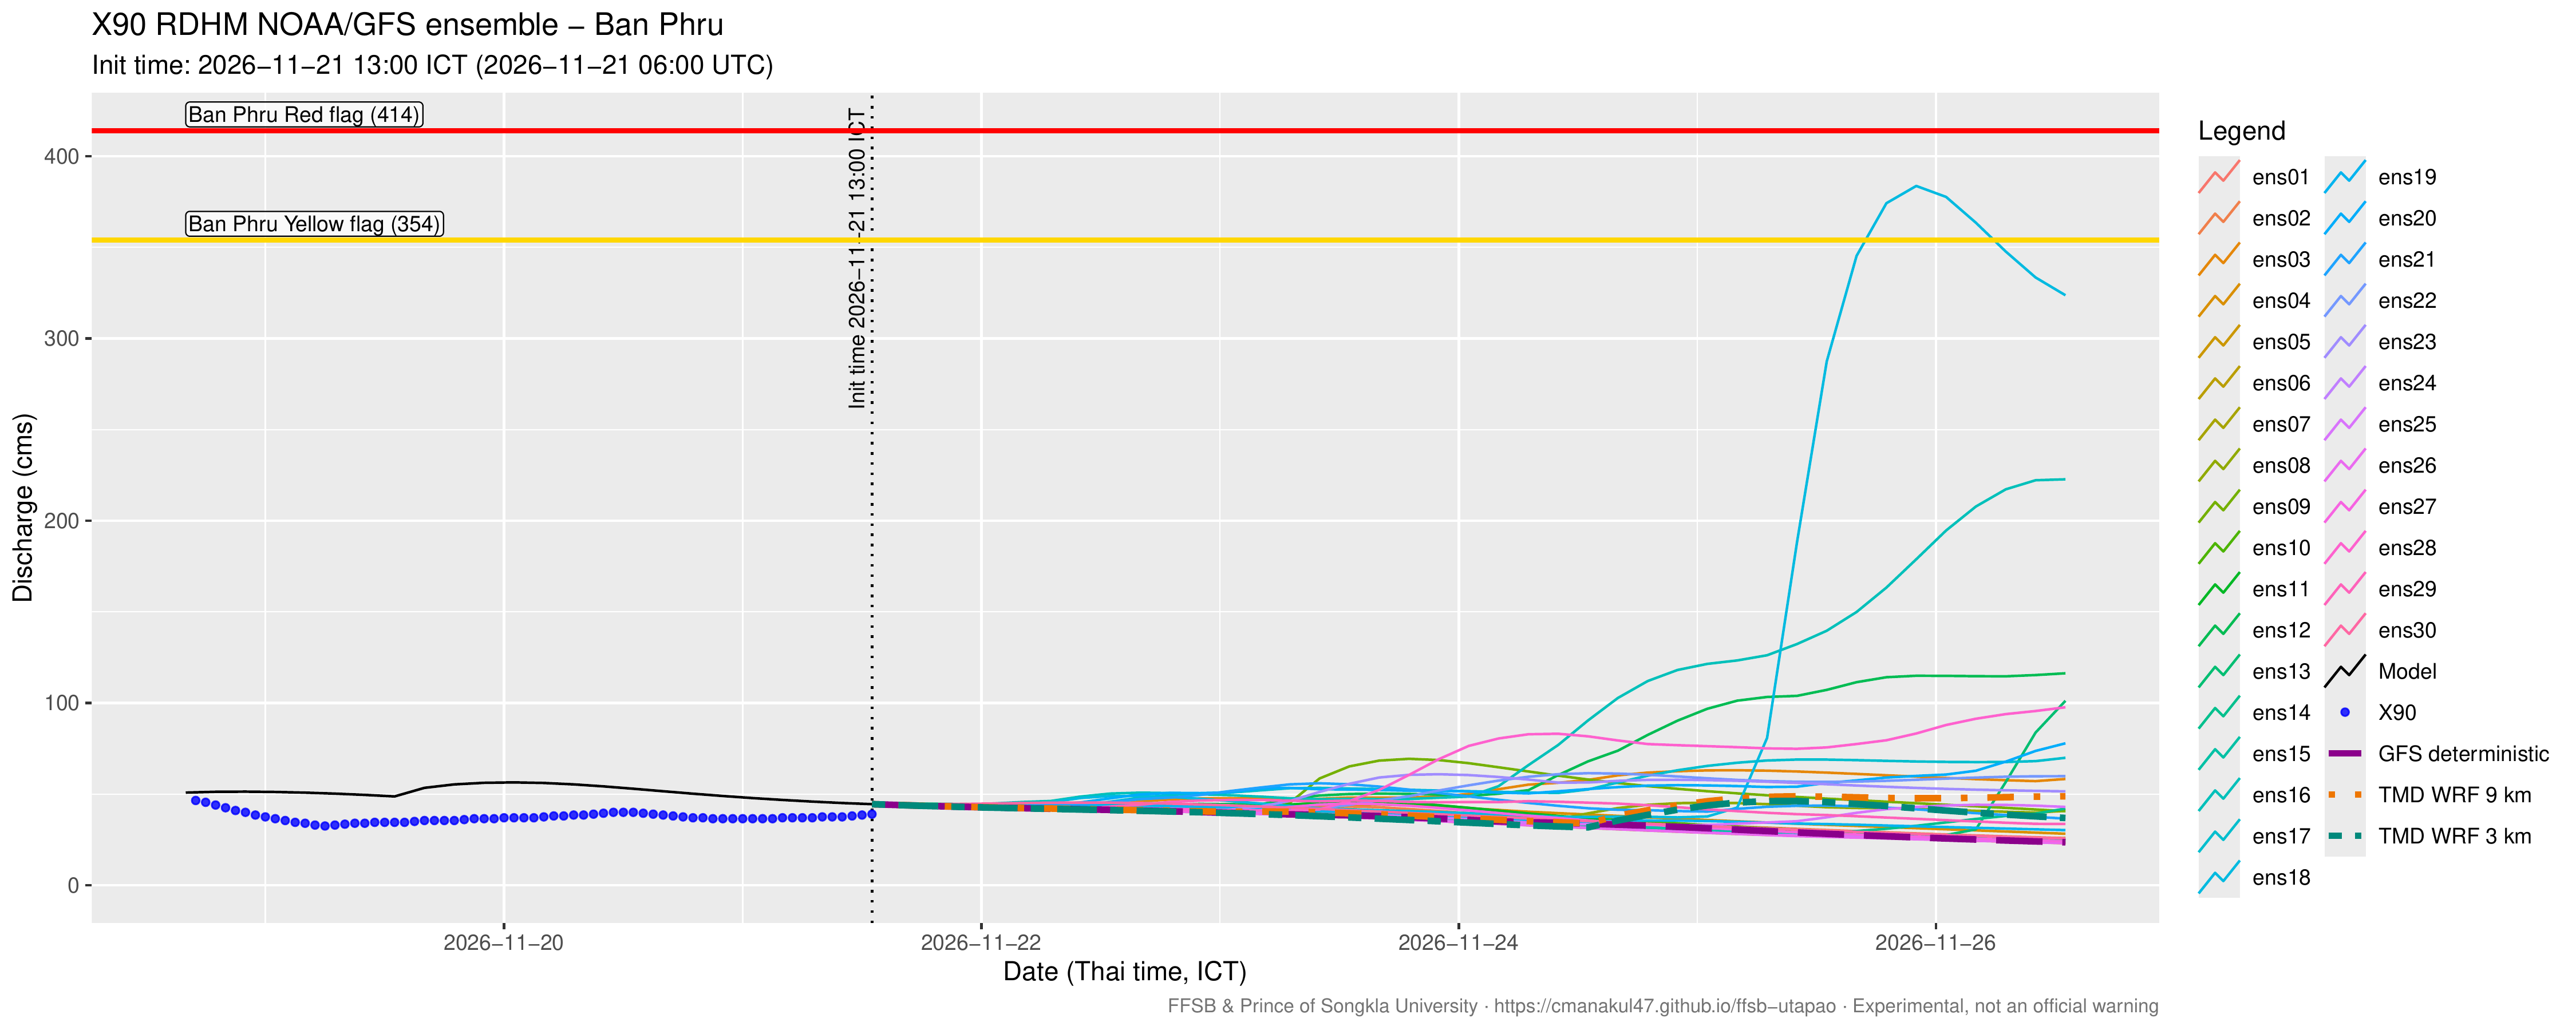 X90 RDHM NOAA/GFS ensemble – Ban Phru
Init time: 2026–11–21 13:00 ICT (2026–11–21 06:00 UTC)
Ban Phru Red flag (414)
Ban Phru Yellow flag (354)
Init time 2026–11–21 13:00 ICT
Discharge (cms)
400
300
200
100
0
2026–11–20
2026–11–22
2026–11–24
2026–11–26
Date (Thai time, ICT)
Legend
ens01
ens02
ens03
ens04
ens05
ens06
ens07
ens08
ens09
ens10
ens11
ens12
ens13
ens14
ens15
ens16
ens17
ens18
ens19
ens20
ens21
ens22
ens23
ens24
ens25
ens26
ens27
ens28
ens29
ens30
Model
X90
GFS deterministic
TMD WRF 9 km
TMD WRF 3 km
FFSB & Prince of Songkla University · https://cmanakul47.github.io/ffsb–utapao · Experimental, not an official warning